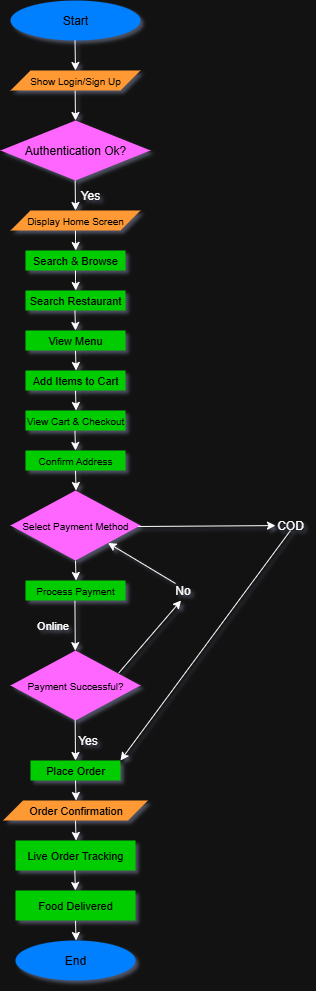 Start
Show Login/Sign Up
Authentication Ok?
Yes
Display Home Screen
Search & Browse
Search Restaurant
View Menu
Add Items to Cart
View Cart & Checkout
Confirm Address
Select Payment Method
COD
Process Payment
No
Online
Payment Successful?
Yes
Place Order
Order Confirmation
Live Order Tracking
Food Delivered
End